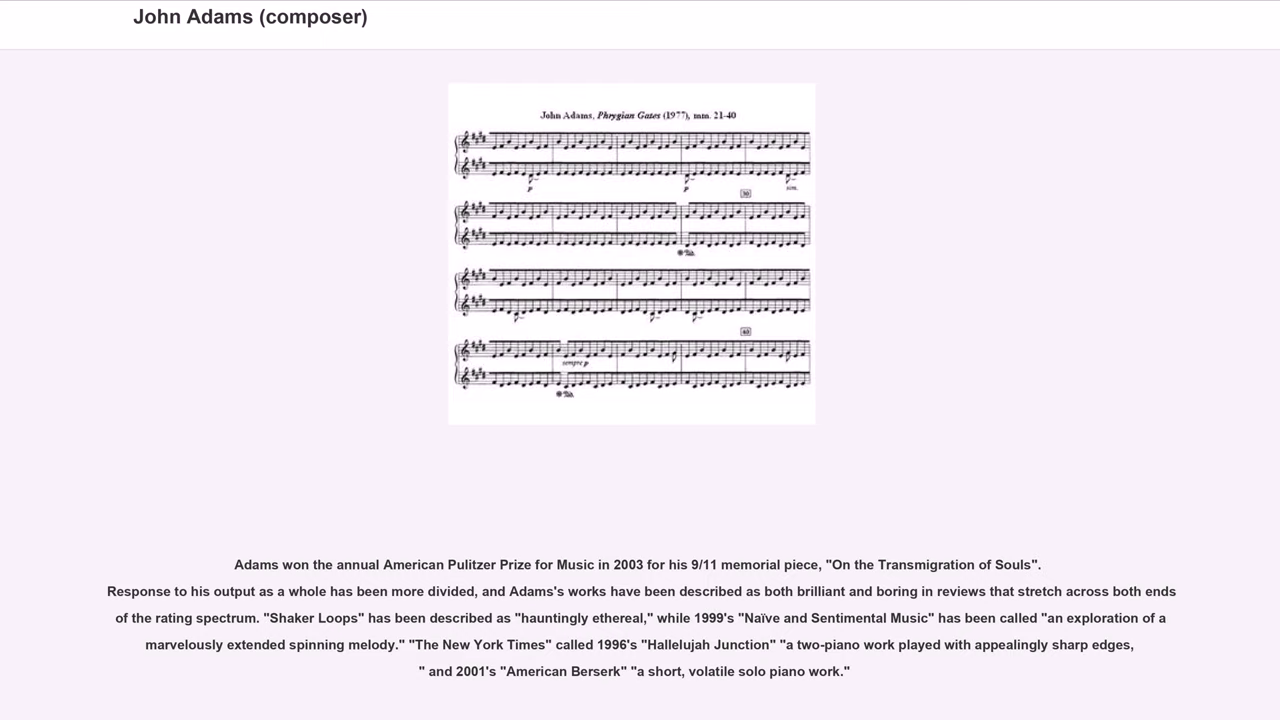 John Adams (composer)
John Adams, Phrygian Gates (1977), mm. 21-40
p
p
sim.
30
40
sempre p
Adams won the annual American Pulitzer Prize for Music in 2003 for his 9/11 memorial piece, "On the Transmigration of Souls".
Response to his output as a whole has been more divided, and Adams's works have been described as both brilliant and boring in reviews that stretch across both ends
of the rating spectrum. "Shaker Loops" has been described as "hauntingly ethereal," while 1999's "Naïve and Sentimental Music" has been called "an exploration of a
marvelously extended spinning melody." "The New York Times" called 1996's "Hallelujah Junction" "a two-piano work played with appealingly sharp edges,
" and 2001's "American Berserk" "a short, volatile solo piano work."